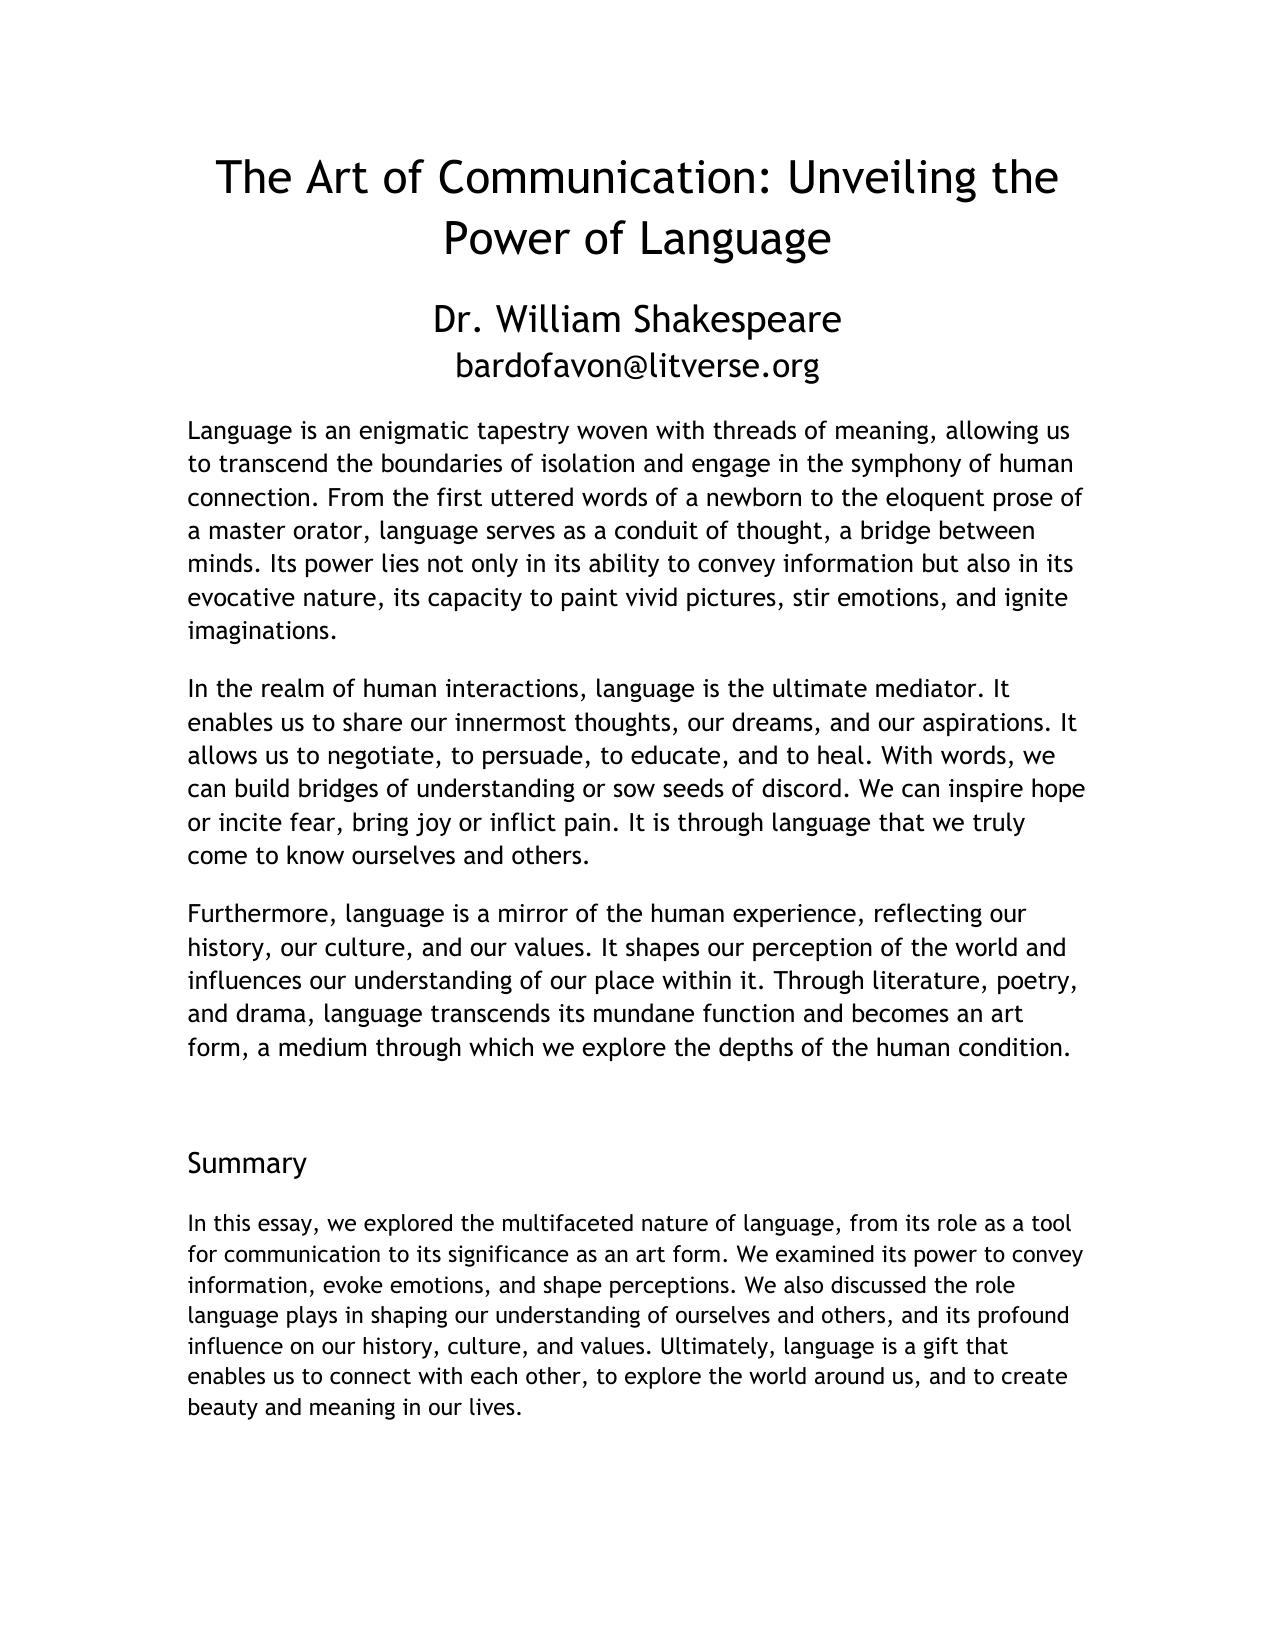 The Art of Communication: Unveiling the
Power of Language
Dr. William Shakespeare
bardofavon@litverse.org
Language is an enigmatic tapestry woven with threads of meaning, allowing us
to transcend the boundaries of isolation and engage in the symphony of human
connection. From the first uttered words of a newborn to the eloquent prose of
a master orator, language serves as a conduit of thought, a bridge between
minds. Its power lies not only in its ability to convey information but also in its
evocative nature, its capacity to paint vivid pictures, stir emotions, and ignite
imaginations.
In the realm of human interactions, language is the ultimate mediator. It
enables us to share our innermost thoughts, our dreams, and our aspirations. It
allows us to negotiate, to persuade, to educate, and to heal. With words, we
can build bridges of understanding or sow seeds of discord. We can inspire hope
or incite fear, bring joy or inflict pain. It is through language that we truly
come to know ourselves and others.
Furthermore, language is a mirror of the human experience, reflecting our
history, our culture, and our values. It shapes our perception of the world and
influences our understanding of our place within it. Through literature, poetry,
and drama, language transcends its mundane function and becomes an art
form, a medium through which we explore the depths of the human condition.
Summary
In this essay, we explored the multifaceted nature of language, from its role as a tool
for communication to its significance as an art form. We examined its power to convey
information, evoke emotions, and shape perceptions. We also discussed the role
language plays in shaping our understanding of ourselves and others, and its profound
influence on our history, culture, and values. Ultimately, language is a gift that
enables us to connect with each other, to explore the world around us, and to create
beauty and meaning in our lives.